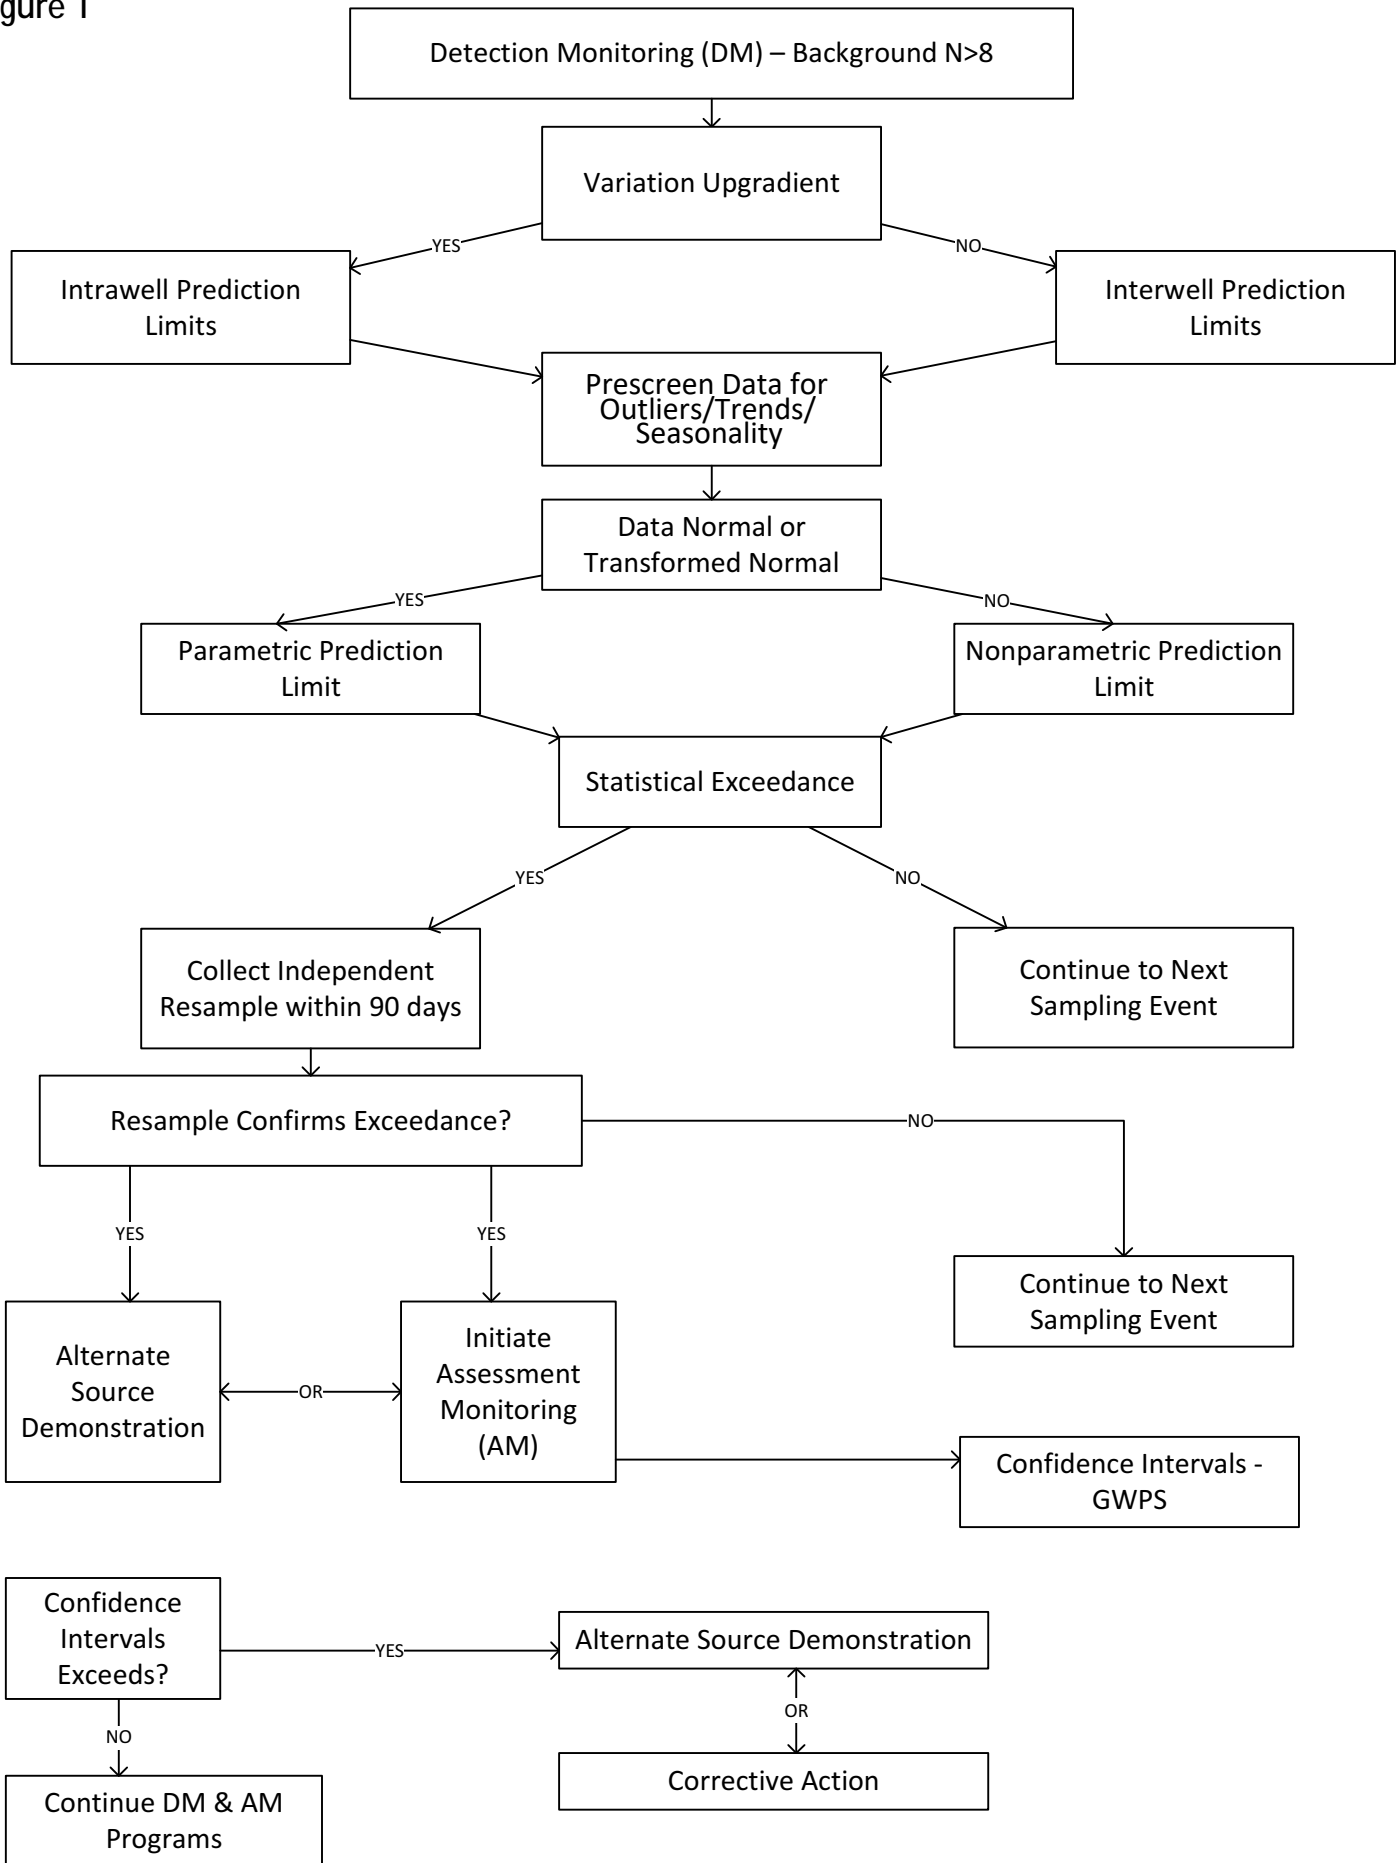 gure 1
Detection Monitoring (DM) – Background N>8
Variation Upgradient
YES
NO
Intrawell Prediction
Limits
Interwell Prediction
Limits
Prescreen Data for
Outliers/Trends/
Seasonality
Data Normal or
Transformed Normal
YES
NO
Parametric Prediction
Limit
Nonparametric Prediction
Limit
Statistical Exceedance
YES
NO
Collect Independent
Resample within 90 days
Continue to Next
Sampling Event
Resample Confirms Exceedance?
NO
YES
YES
Continue to Next
Sampling Event
Alternate
Source
Demonstration
OR
Initiate
Assessment
Monitoring
(AM)
Confidence Intervals -
GWPS
Confidence
Intervals
Exceeds?
YES
Alternate Source Demonstration
NO
OR
Corrective Action
Continue DM & AM
Programs